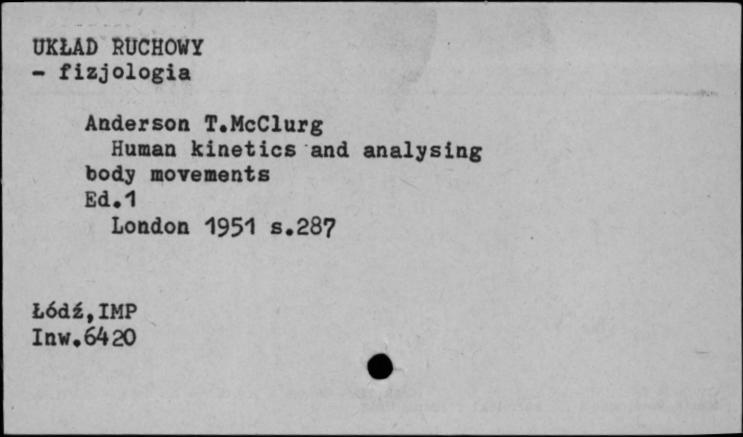 UKŁAD RUCHOWY
- fizjologia
Anderson T.McClurg
Human kinetics and analysing
body movements
Ed.1
London 1951 s.287
Łódź,IMP
Inw.6420